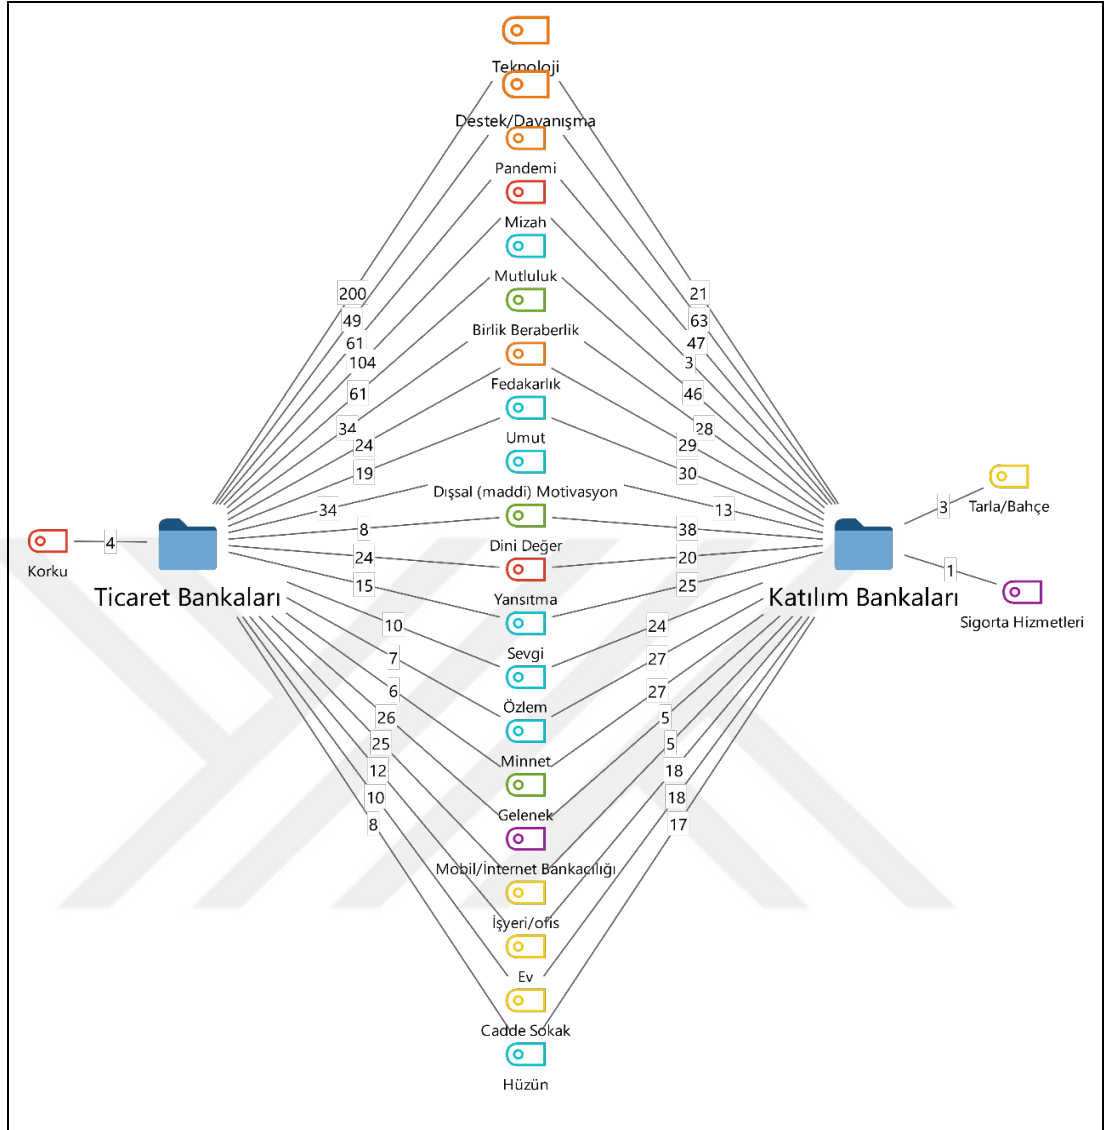 Teknoloji
Destek/Dayanışma
Pandemi
Mizah
Mutluluk
200
21
Birlik Beraberlik
49
63
61
47
104
3
Fedakarlık
61
46
34
28
Umut
24
29
19
30
Dışsal (maddi) Motivasyon
34
13
3
Tarla/Bahçe
8
38
Dini Değer
4
Korku
24
20
1
Ticaret Bankaları
Katılım Bankaları
15
25
Yansıtma
Sigorta Hizmetleri
10
24
Sevgi
7
27
6
27
Özlem
26
5
25
5
Minnet
12
18
10
18
Gelenek
8
17
Mobil/İnternet Bankacılığı
İşyeri/ofis
Ev
Cadde Sokak
Hüzün